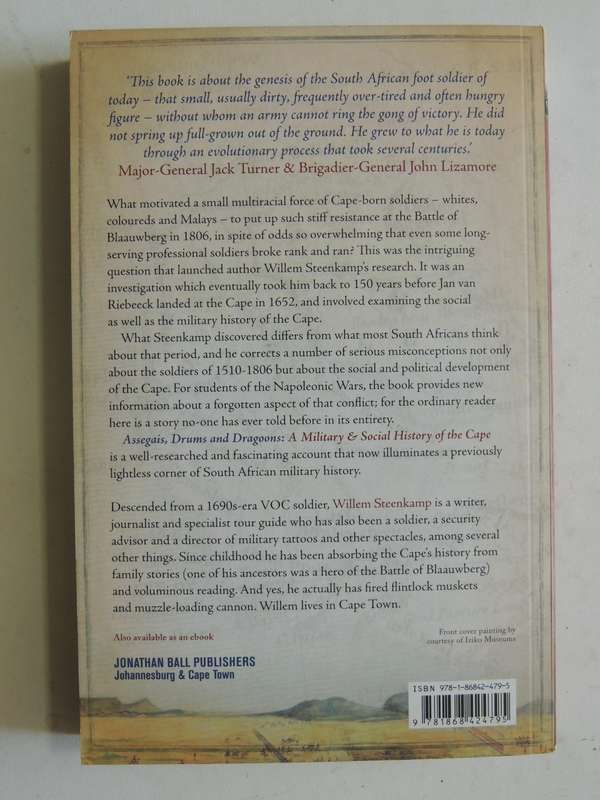 'This book is about the genesis of the South African foot soldier of
today – that small, usually dirty, frequently over-tired and often hungry
figure – without whom an army cannot ring the gong of victory. He did
not spring up full-grown out of the ground. He grew to what he is today
through an evolutionary process that took several centuries.'
Major-General Jack Turner & Brigadier-General John Lizamore
What motivated a small multiracial force of Cape-born soldiers – whites,
coloureds and Malays – to put up such stiff resistance at the Battle of
Blaauwberg in 1806, in spite of odds so overwhelming that even some long-
serving professional soldiers broke rank and ran? This was the intriguing
question that launched author Willem Steenkamp's research. It was an
investigation which eventually took him back to 150 years before Jan van
Riebeeck landed at the Cape in 1652, and involved examining the social
as well as the military history of the Cape.
What Steenkamp discovered differs from what most South Africans think
about that period, and he corrects a number of serious misconceptions not only
about the soldiers of 1510-1806 but about the social and political development
of the Cape. For students of the Napoleonic Wars, the book provides new
information about a forgotten aspect of that conflict; for the ordinary reader
here is a story no-one has ever told before in its entirety.
Assegais, Drums and Dragoons: A Military & Social History of the Cape
is a well-researched and fascinating account that now illuminates a previously
lightless corner of South African military history.
Descended from a 1690s-era VOC soldier, Willem Steenkamp is a writer,
journalist and specialist tour guide who has also been a soldier, a security
advisor and a director of military tattoos and other spectacles, among several
other things. Since childhood he has been absorbing the Cape's history from
family stories (one of his ancestors was a hero of the Battle of Blaauwberg)
and voluminous reading. And yes, he actually has fired flintlock muskets
and muzzle-loading cannon. Willem lives in Cape Town.
Also available as an ebook
Front cover painting by
courtesy of Iziko Museums
JONATHAN BALL PUBLISHERS
Johannesburg & Cape Town
ISBN 978-1-86842-479-5
9 781868 424795